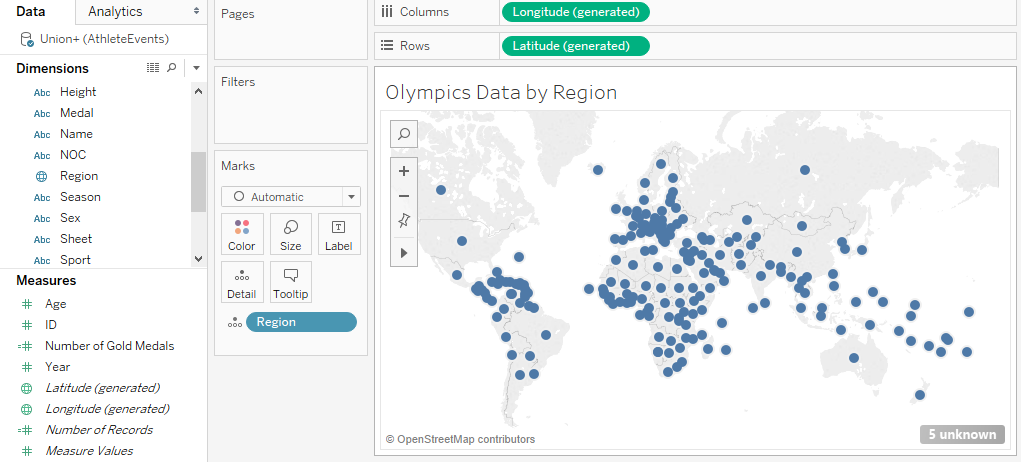 Data
Analytics
Union+ (AthleteEvents)
Dimensions
Abc Height
Abc Medal
Abc Name
Abc NOC
Region
Abc Season
Abc Sex
Abc Sheet
Abc Sport
Measures
Age
ID
Number of Gold Medals
Year
Latitude (generated)
Longitude (generated)
Number of Records
Measure Values
Pages
Filters
Marks
Automatic
Color
Size
Label
Detail
Tooltip
Region
Columns
Longitude (generated)
Rows
Latitude (generated)
Olympics Data by Region
© OpenStreetMap contributors
5 unknown